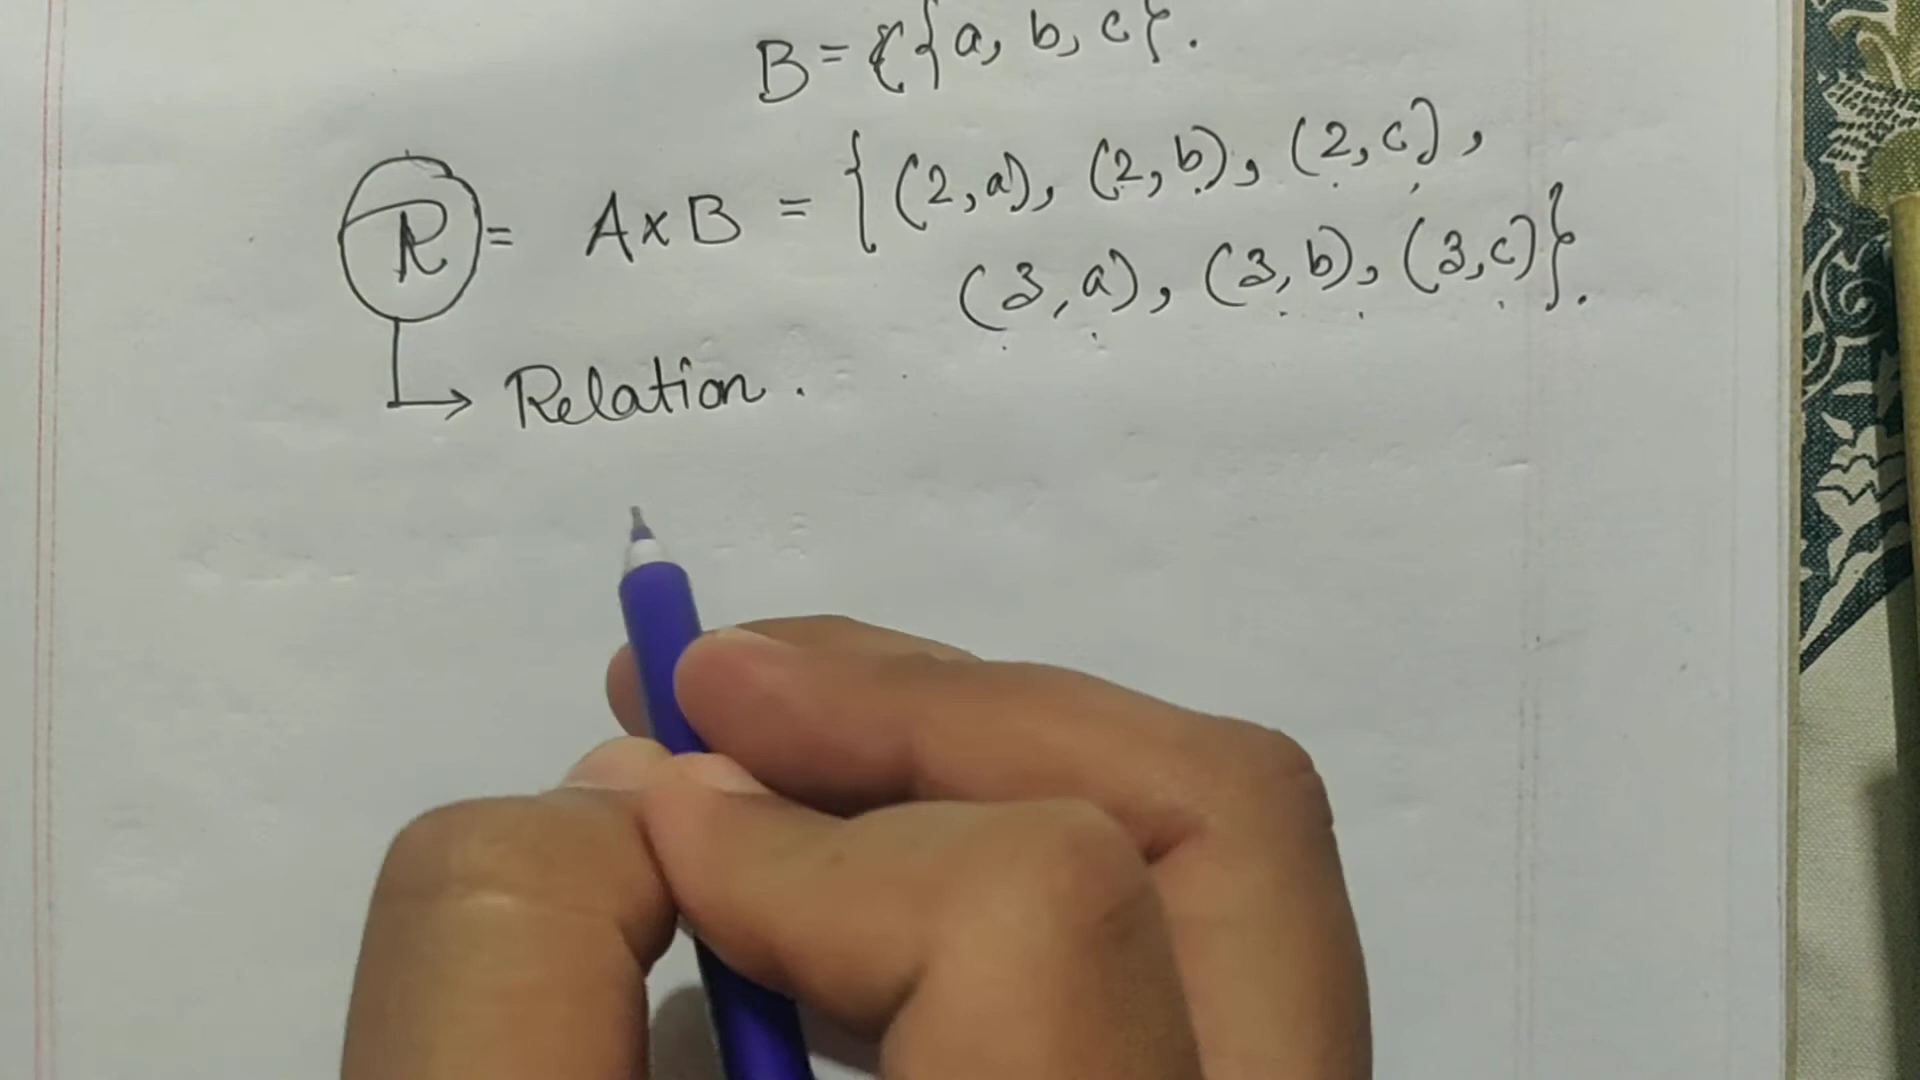 B = {{a, b, c}.
R = A×B = {(2,a), (2,b), (2,c),
(3,a), (3,b), (3,c)}.
Relation.